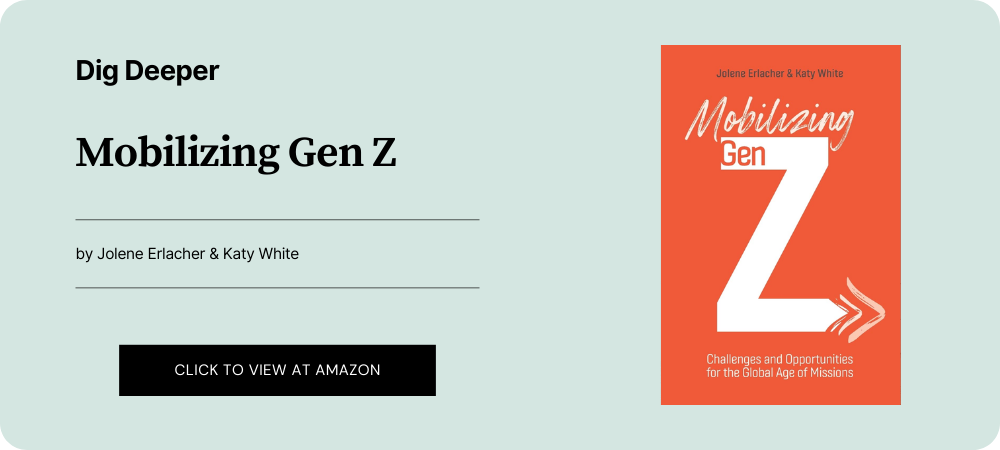 Dig Deeper
Mobilizing Gen Z
by Jolene Erlacher & Katy White
CLICK TO VIEW AT AMAZON
Jolene Erlacher & Katy White
Mobilizing
Gen
Z
Challenges and Opportunities
for the Global Age of Missions